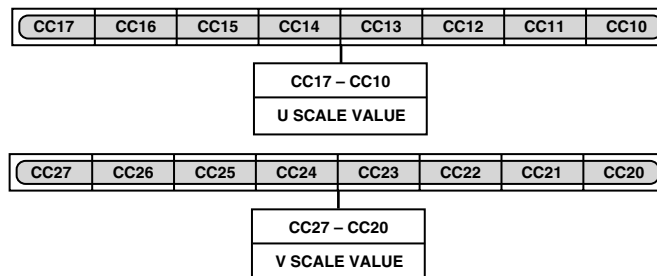 CC17 CC16 CC15 CC14 CC13 CC12 CC11 CC10
CC17 – CC10
U SCALE VALUE
CC27 CC26 CC25 CC24 CC23 CC22 CC21 CC20
CC27 – CC20
V SCALE VALUE